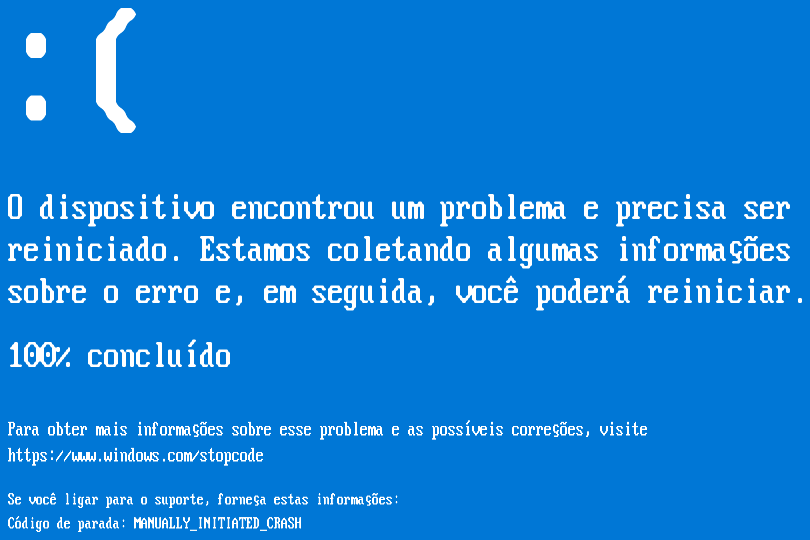 :(
O dispositivo encontrou um problema e precisa ser
reiniciado. Estamos coletando algumas informações
sobre o erro e, em seguida, você poderá reiniciar.
100% concluído
Para obter mais informações sobre esse problema e as possíveis correções, visite
https://www.windows.com/stopcode
Se você ligar para o suporte, forneça estas informações:
Código de parada: MANUALLY_INITIATED_CRASH